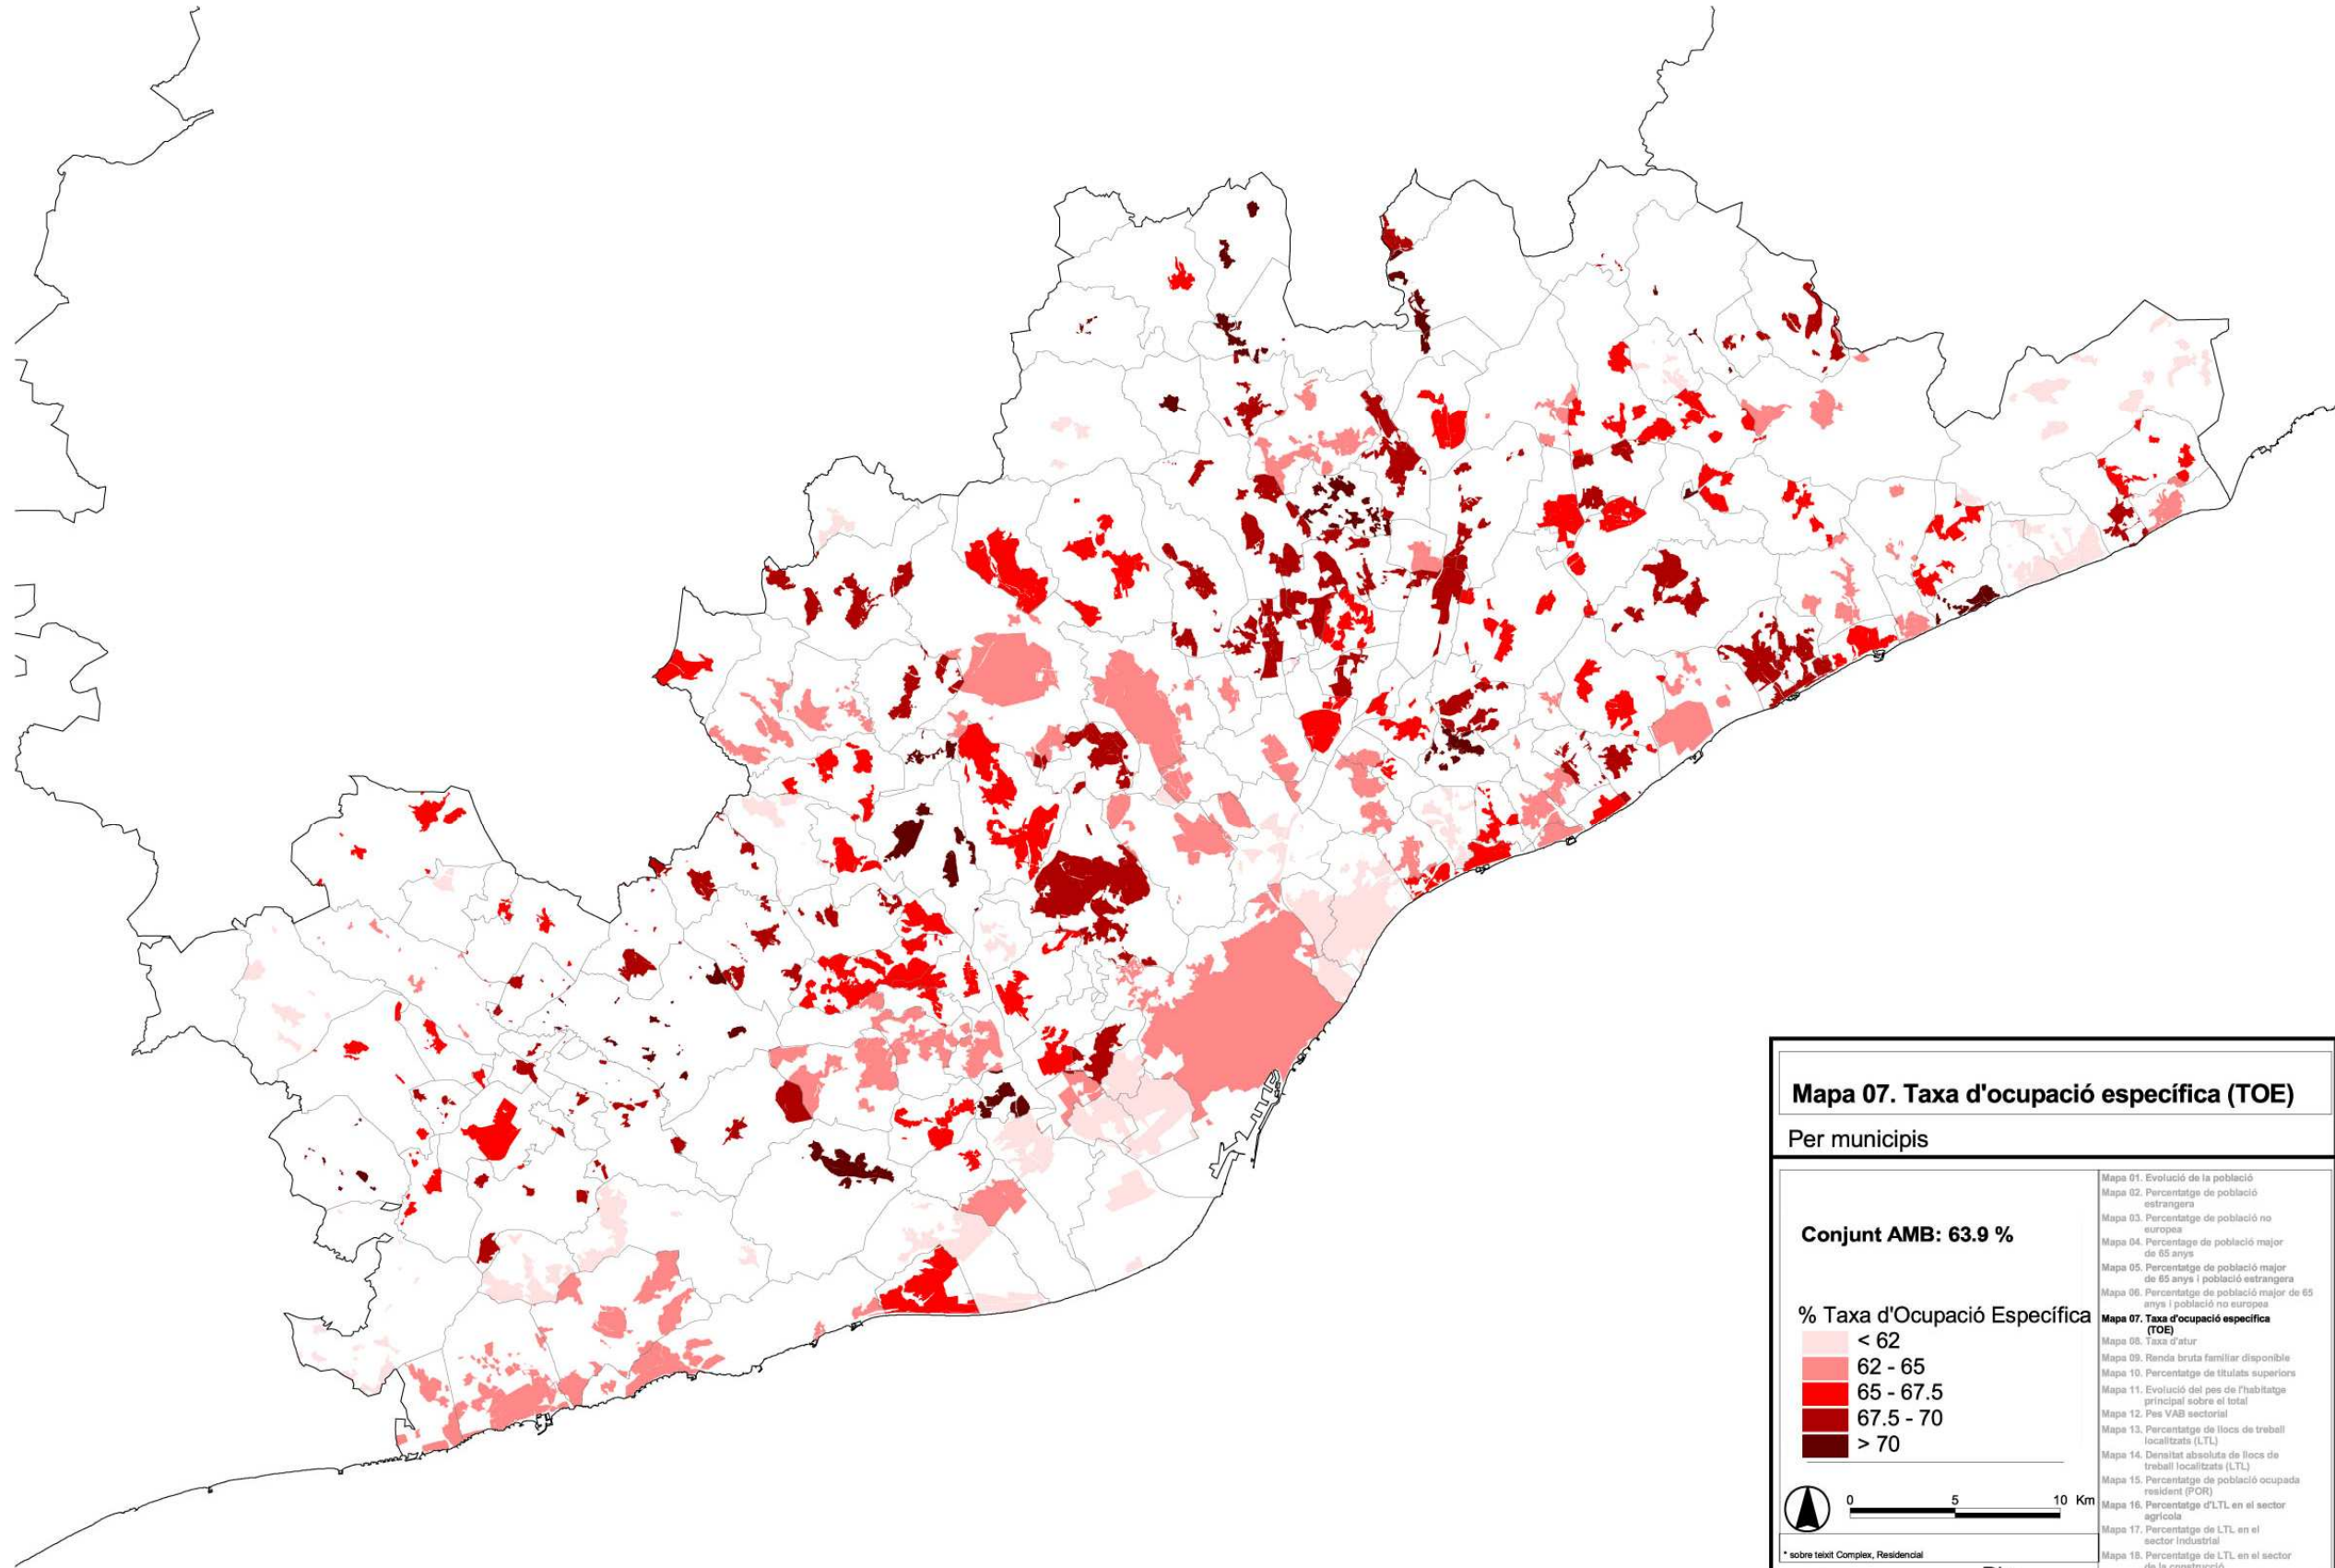 Mapa 07. Taxa d'ocupació específica (TOE)
Per municipis
Conjunt AMB: 63.9 %
% Taxa d'Ocupació Específica
< 62
62 - 65
65 - 67.5
67.5 - 70
> 70
0 5 10 Km
* sobre teixit Complex, Residencial
Mapa 01. Evolució de la població
Mapa 02. Percentatge de població
estrangera
Mapa 03. Percentatge de població no
europea
Mapa 04. Percentage de població major
de 65 anys
Mapa 05. Percentatge de població major
de 65 anys i població estrangera
Mapa 06. Percentatge de població major de 65
anys i població no europea
Mapa 07. Taxa d'ocupació específica
(TOE)
Mapa 08. Taxa d'atur
Mapa 09. Renda bruta familiar disponible
Mapa 10. Percentatge de titulats superiors
Mapa 11. Evolució del pes de l'habitatge
principal sobre el total
Mapa 12. Pes VAB sectorial
Mapa 13. Percentatge de llocs de treball
localitzats (LTL)
Mapa 14. Densitat absoluta de llocs de
treball localitzats (LTL)
Mapa 15. Percentatge de població ocupada
resident (POR)
Mapa 16. Percentatge d'LTL en el sector
agrícola
Mapa 17. Percentatge de LTL en el
sector industrial
Mapa 18. Percentatge de LTL en el sector
de la construcció